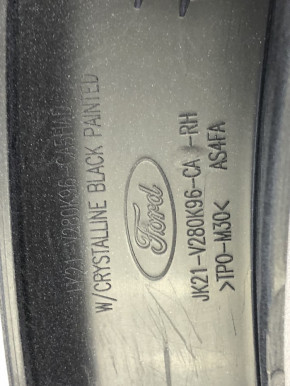 W/CRYSTALLINE BLACK PAINTED
Ford
JK21-V280K96-CA -RH
>TPO-M30< AS4FA